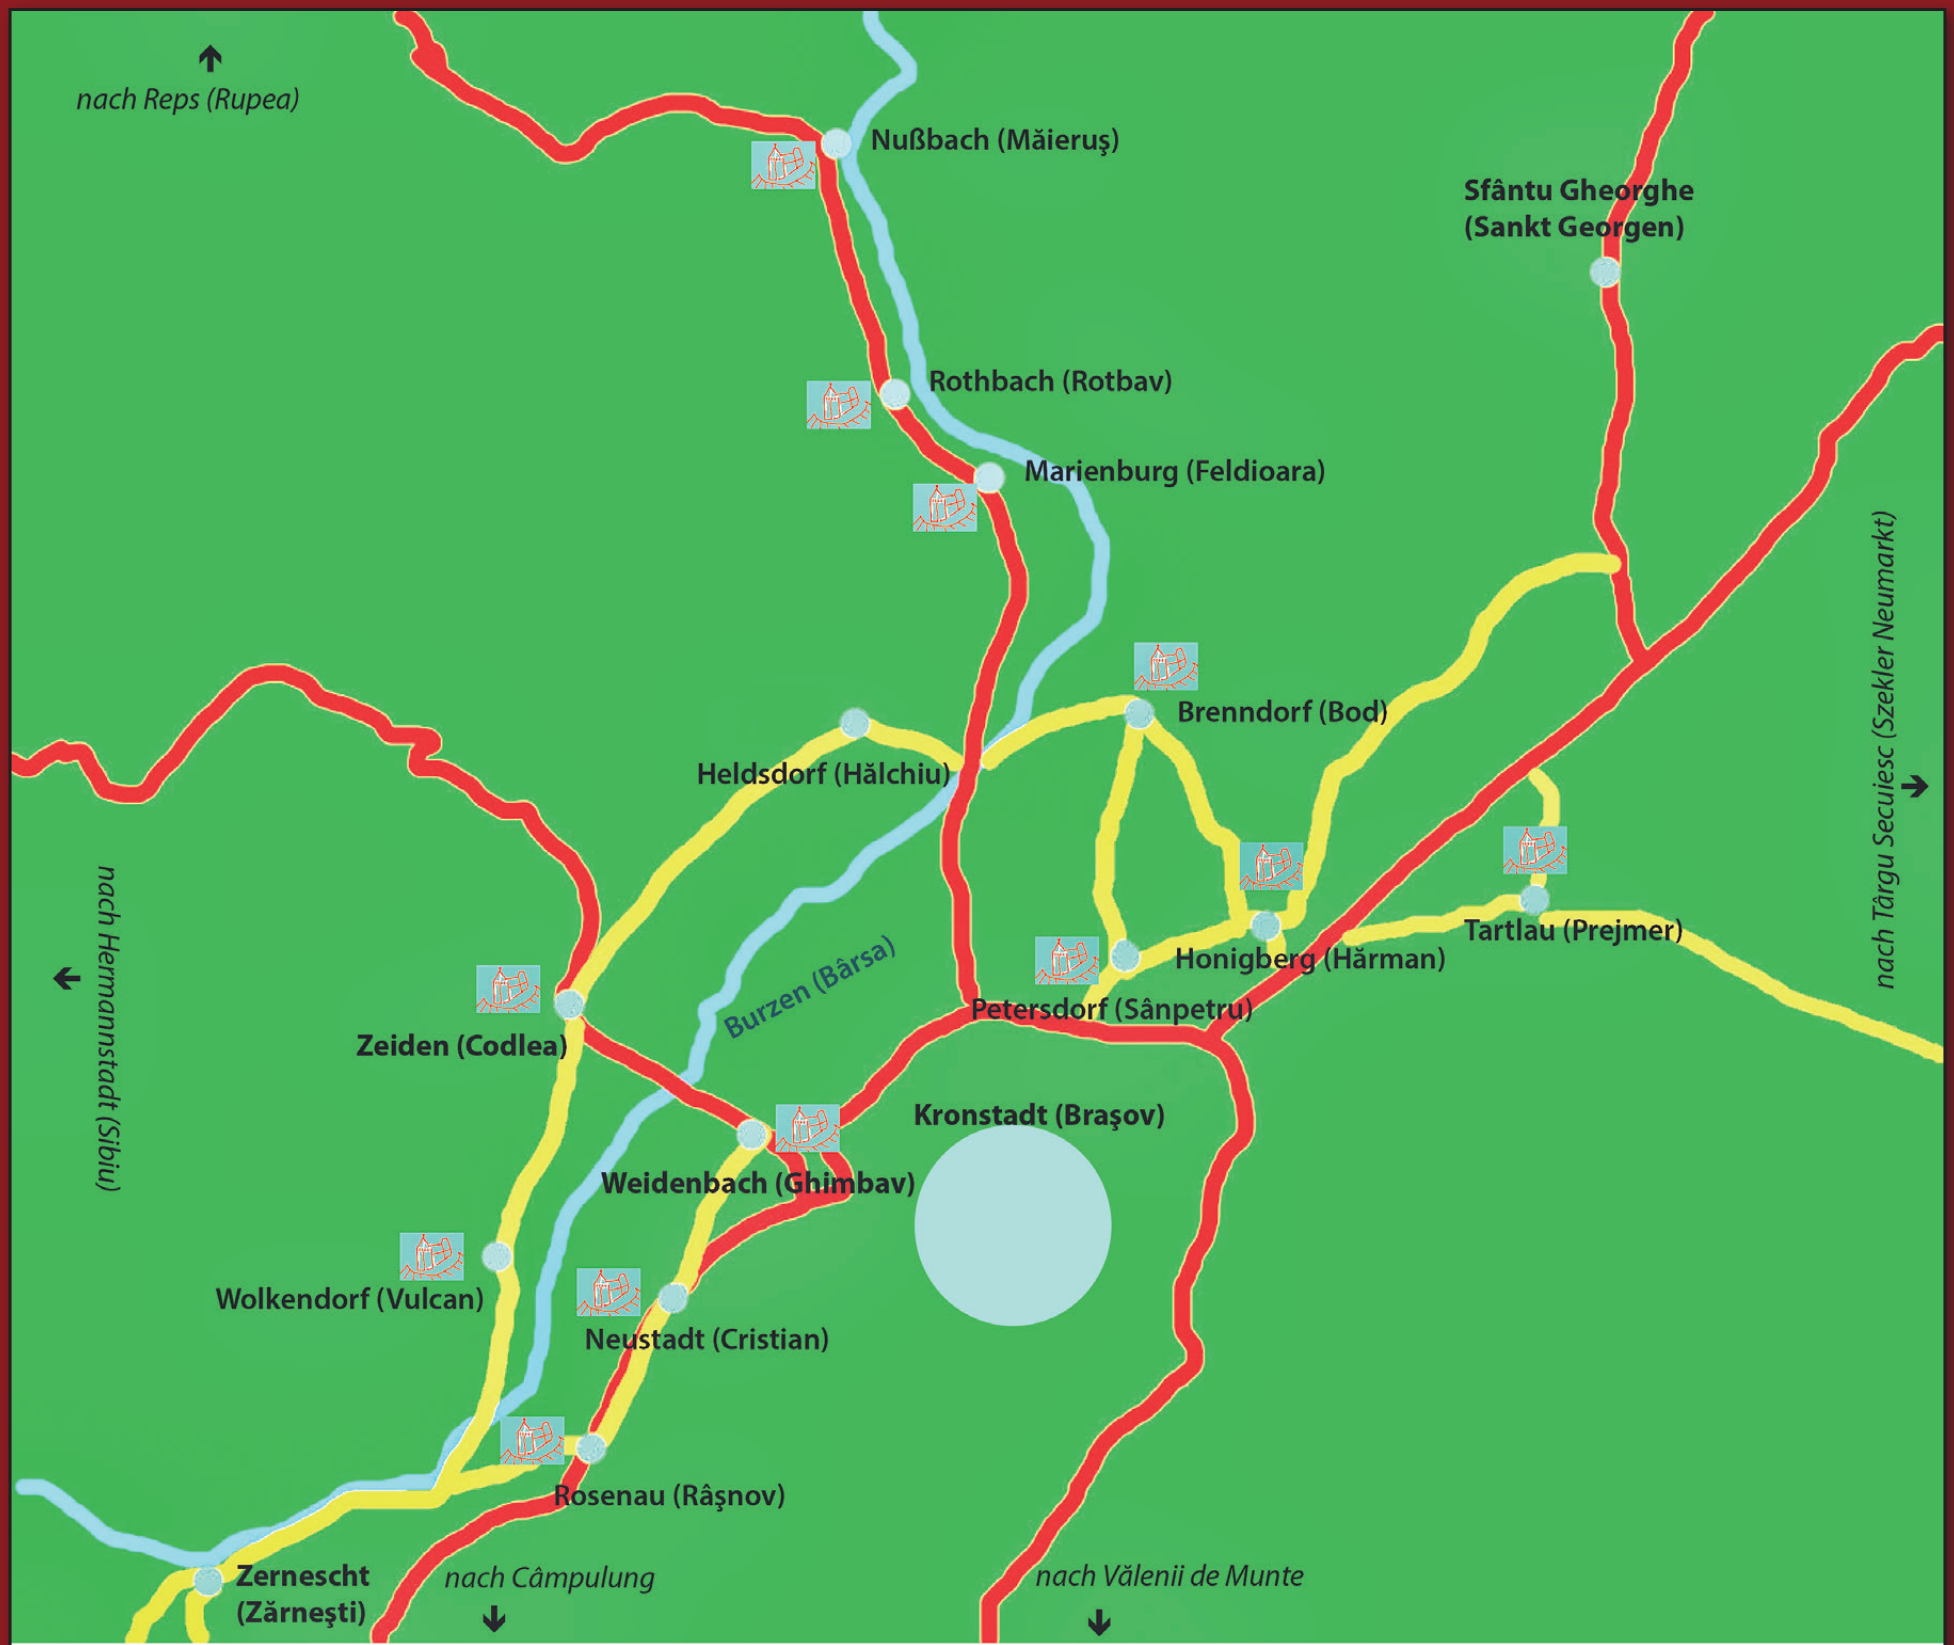 nach Reps (Rupea)
Nußbach (Măieruş)
Sfântu Gheorghe
(Sankt Georgen)
Rothbach (Rotbav)
Marienburg (Feldioara)
nach Târgu Secuiesc (Szekler Neumarkt)
Brenndorf (Bod)
Heldsdorf (Hălchiu)
nach Hermannstadt (Sibiu)
Tartlau (Prejmer)
Burzen (Bârsa)
Honigberg (Hărman)
Petersdorf (Sânpetru)
Zeiden (Codlea)
Kronstadt (Braşov)
Weidenbach (Ghimbav)
Wolkendorf (Vulcan)
Neustadt (Cristian)
Rosenau (Râşnov)
Zernescht
(Zărneşti)
nach Câmpulung
nach Vălenii de Munte